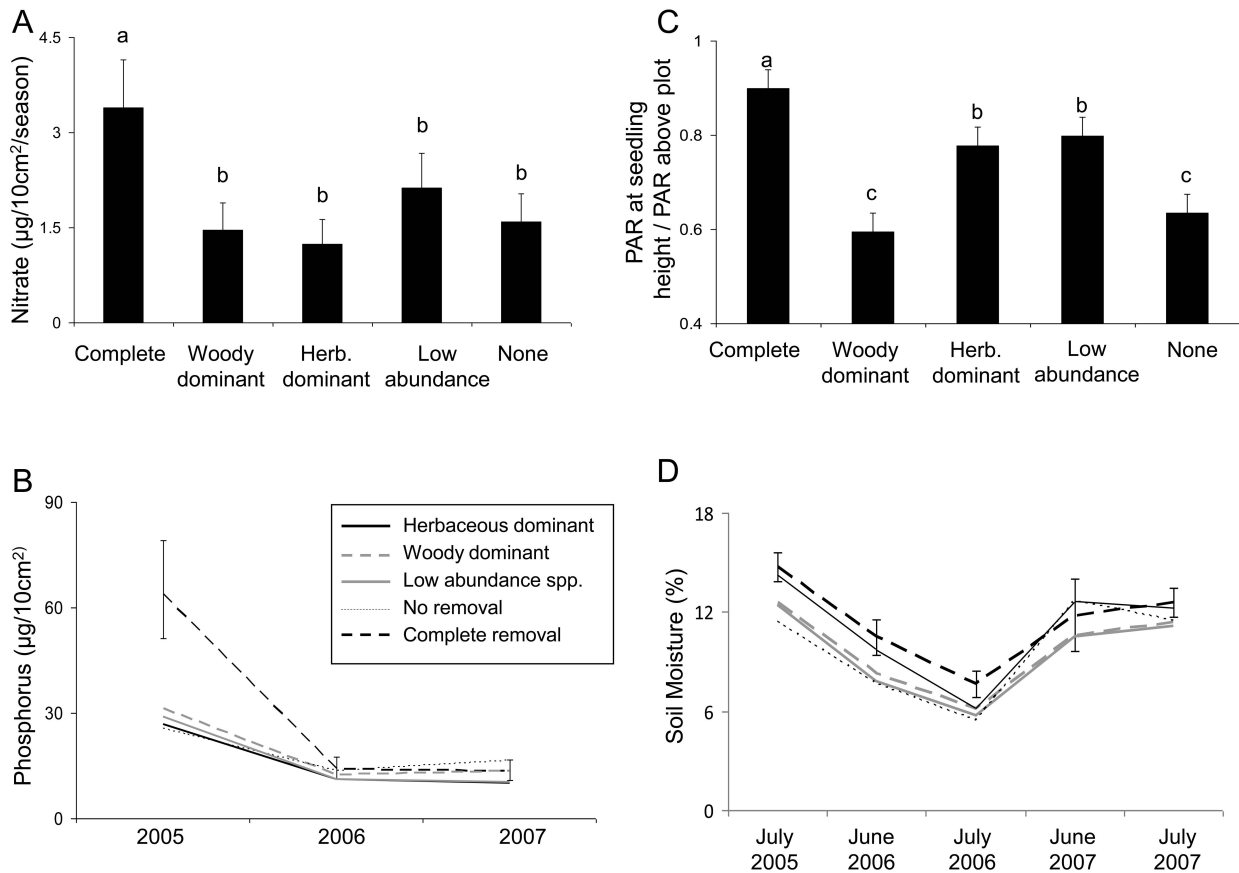 A
4.5
3
1.5
0
Nitrate (µg/10cm²/season)
a
b
b
b
b
Complete
Woody
dominant
Herb.
dominant
Low
abundance
None
C
1
0.8
0.6
0.4
PAR at seedling
height / PAR above plot
a
c
b
b
c
Complete
Woody
dominant
Herb.
dominant
Low
abundance
None
B
90
60
30
0
Phosphorus (µg/10cm²)
Herbaceous dominant
Woody dominant
Low abundance spp.
No removal
Complete removal
2005
2006
2007
D
18
12
6
0
Soil Moisture (%)
July
2005
June
2006
July
2006
June
2007
July
2007